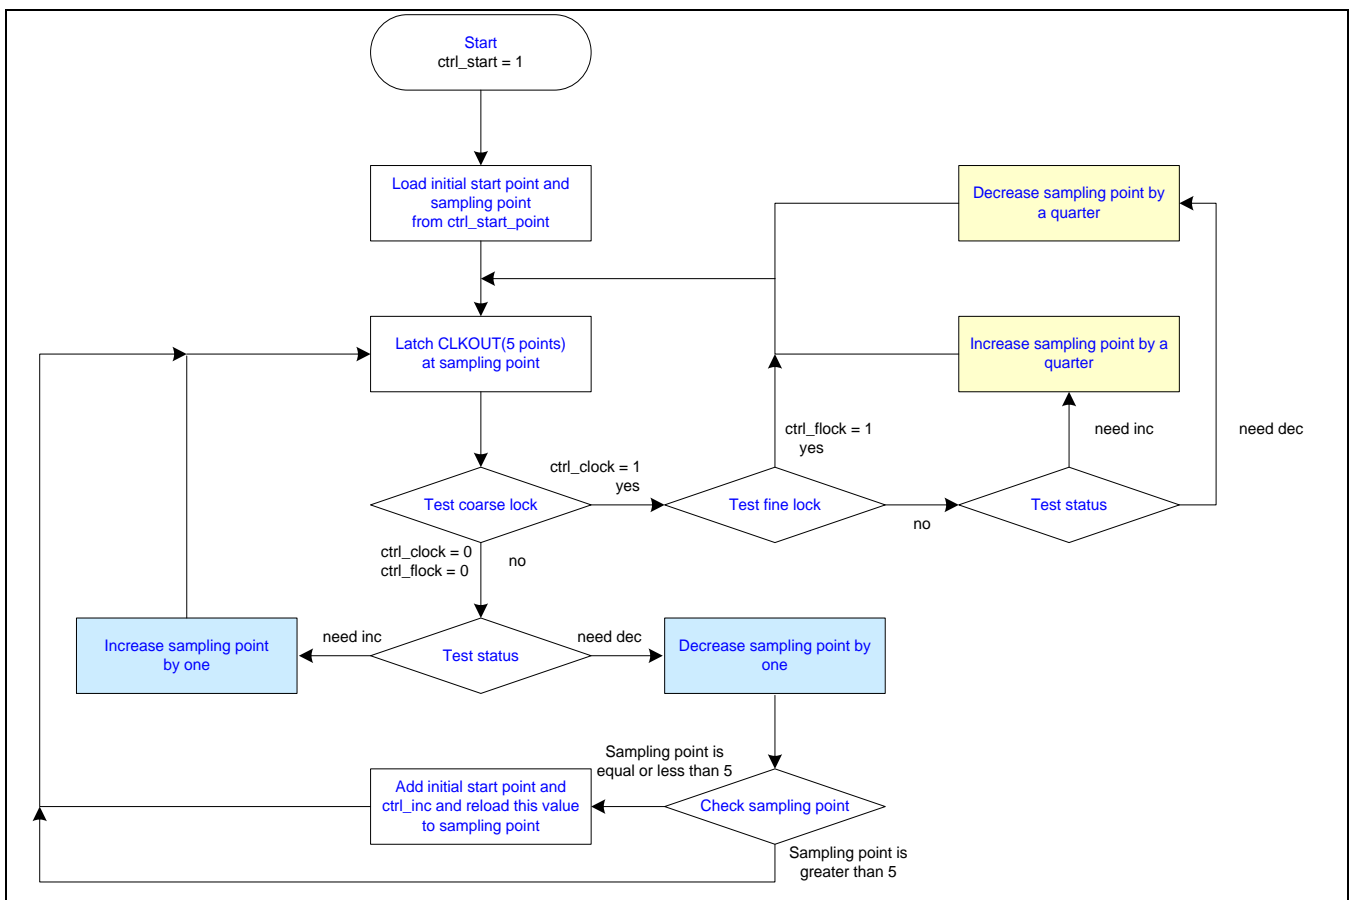 Start
ctrl_start = 1
Load initial start point and
sampling point
from ctrl_start_point
Decrease sampling point by
a quarter
Latch CLKOUT(5 points)
at sampling point
Increase sampling point by a
quarter
ctrl_flock = 1
yes
need inc
need dec
ctrl_clock = 1
yes
Test coarse lock
Test fine lock
no
Test status
ctrl_clock = 0
ctrl_flock = 0
no
Increase sampling point
by one
need inc
Test status
need dec
Decrease sampling point by
one
Sampling point is
equal or less than 5
Add initial start point and
ctrl_inc and reload this value
to sampling point
Check sampling point
Sampling point is
greater than 5